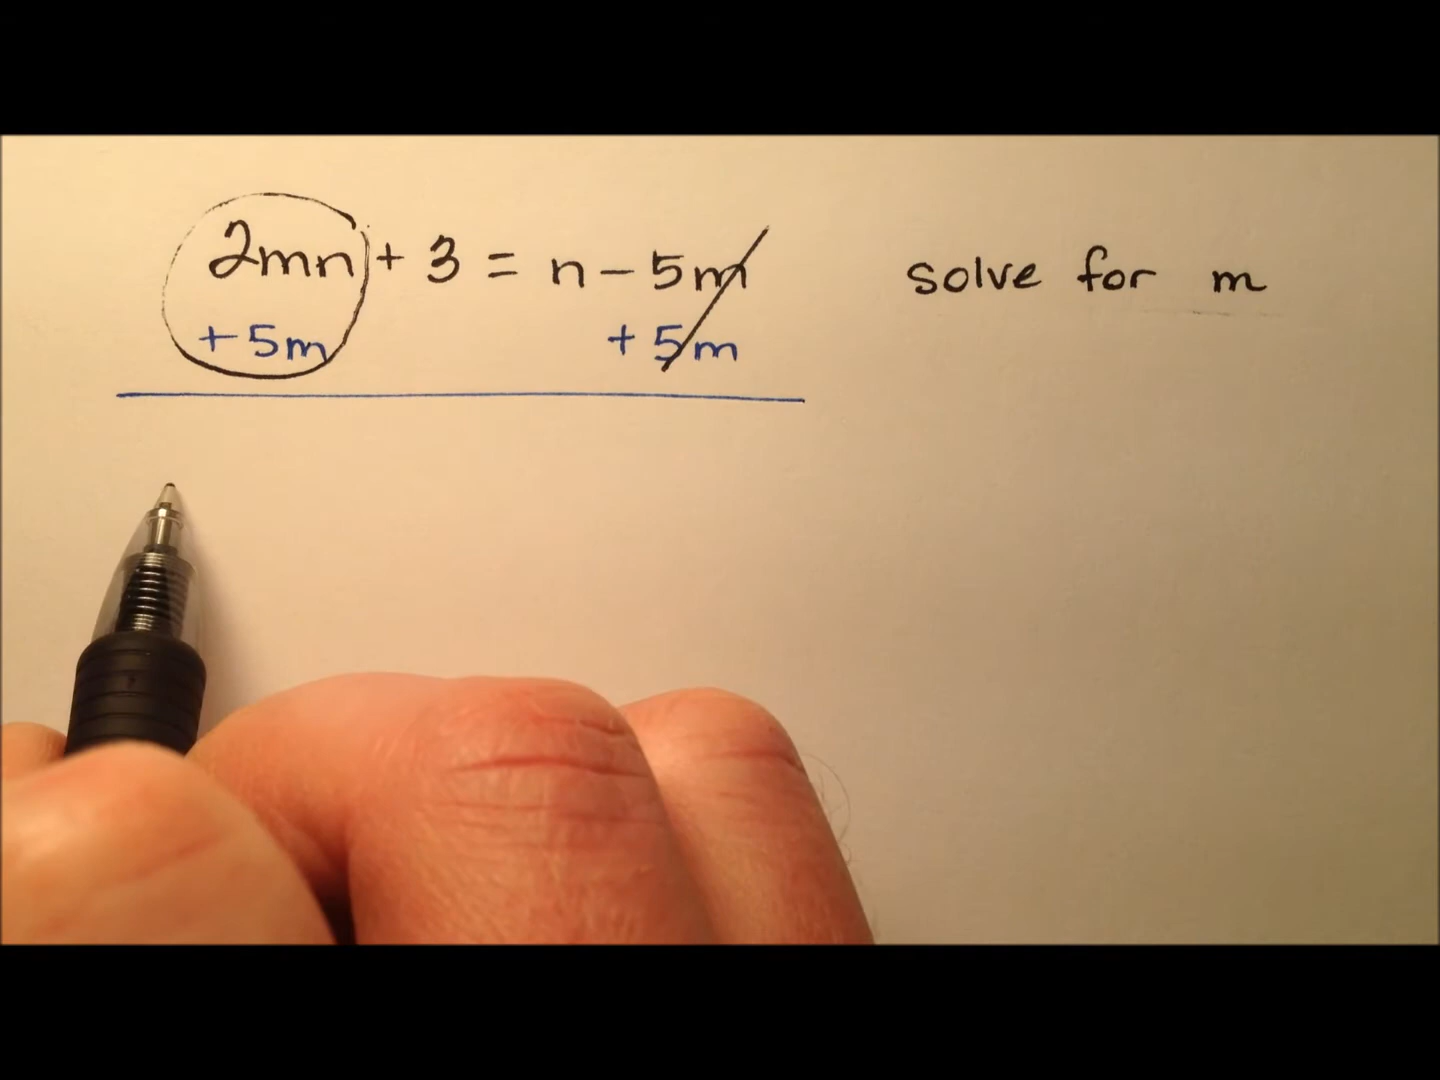 2mn + 3 = n - 5m solve for m
+ 5m + 5m